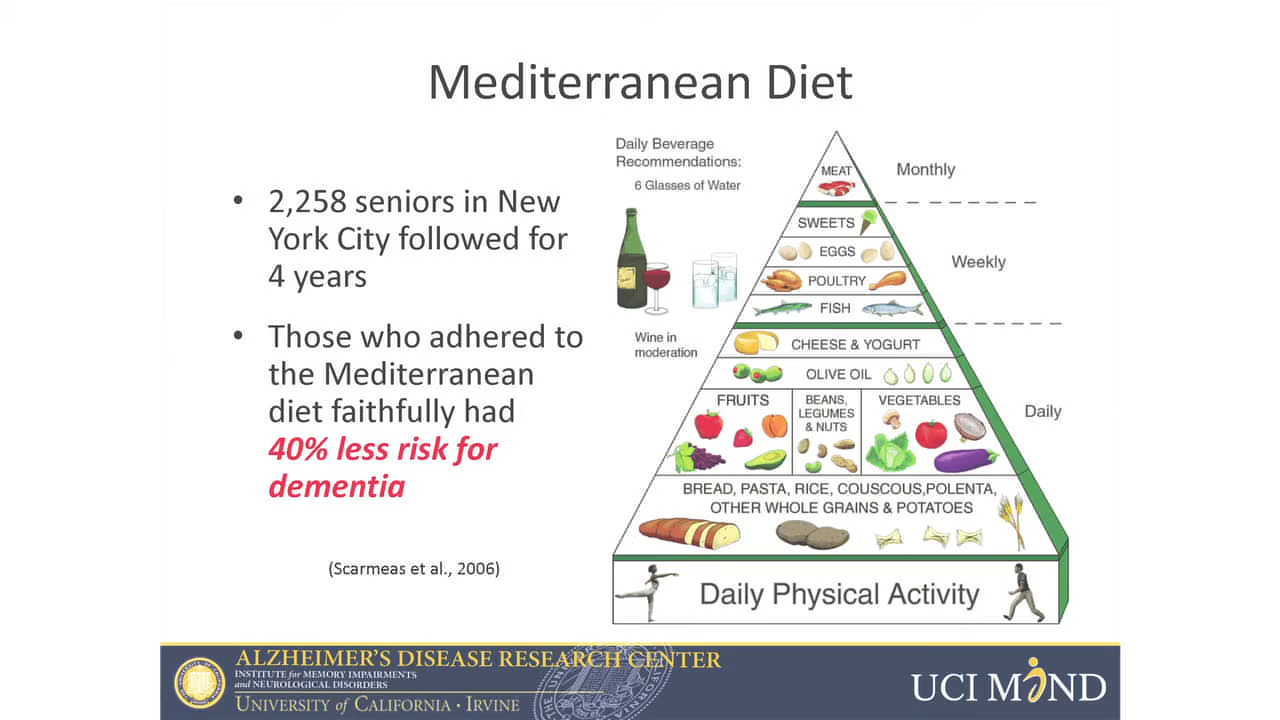 Mediterranean Diet
• 2,258 seniors in New
York City followed for
4 years
• Those who adhered to
the Mediterranean
diet faithfully had
40% less risk for
dementia
(Scarmeas et al., 2006)
Daily Beverage
Recommendations:
6 Glasses of Water
Wine in
moderation
MEAT
Monthly
SWEETS
EGGS
POULTRY
FISH
Weekly
CHEESE & YOGURT
OLIVE OIL
FRUITS
BEANS,
LEGUMES
& NUTS
VEGETABLES
Daily
BREAD, PASTA, RICE, COUSCOUS,POLENTA,
OTHER WHOLE GRAINS & POTATOES
Daily Physical Activity
ALZHEIMER'S DISEASE RESEARCH CENTER
INSTITUTE for MEMORY IMPAIRMENTS
and NEUROLOGICAL DISORDERS
UNIVERSITY of CALIFORNIA · IRVINE
UCI MIND